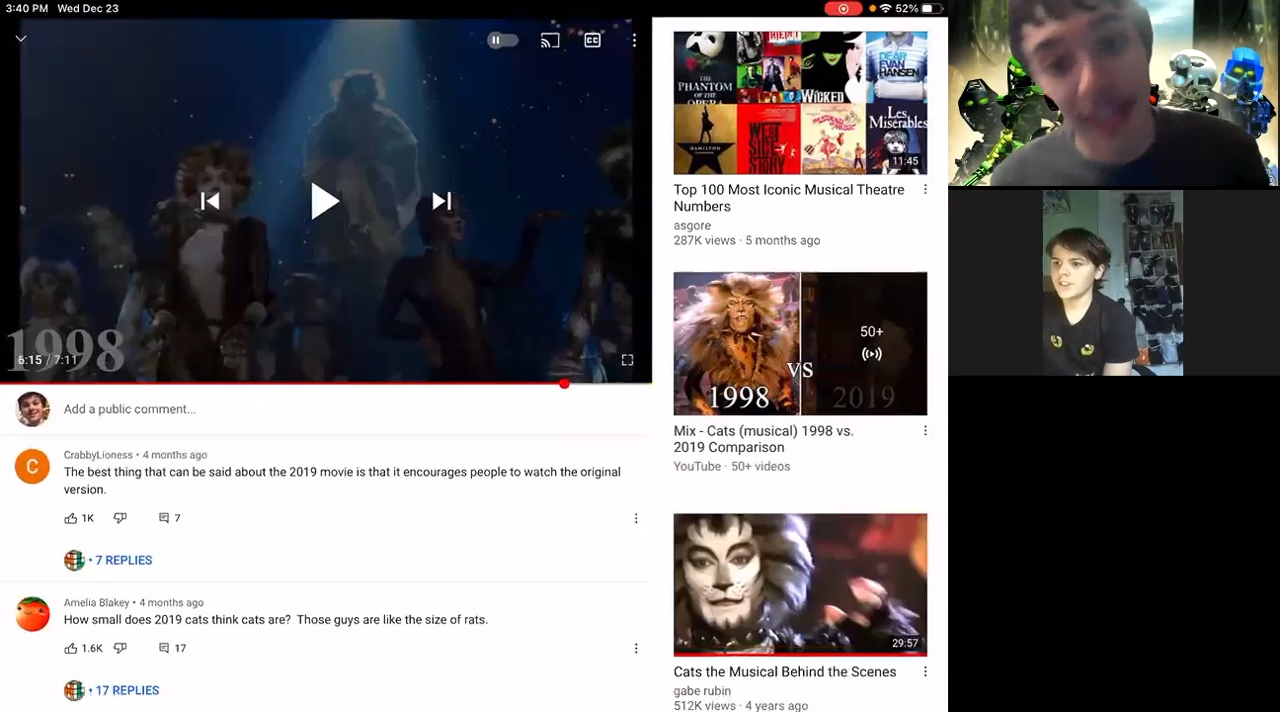 3:40 PM Wed Dec 23
52%
1998
6:15 / 7:11
Add a public comment...
CrabbyLioness • 4 months ago
The best thing that can be said about the 2019 movie is that it encourages people to watch the original
version.
1K
7
• 7 REPLIES
Amelia Blakey • 4 months ago
How small does 2019 cats think cats are? Those guys are like the size of rats.
1.6K
17
• 17 REPLIES
THE
PHANTOM
OF THE
OPERA
WICKED
DEAR
EVAN
HANSEN
HAMILTON
WEST
SIDE
STORY
Les
Misérables
11:45
Top 100 Most Iconic Musical Theatre
Numbers
asgore
287K views · 5 months ago
50+
VS
1998
2019
Mix - Cats (musical) 1998 vs.
2019 Comparison
YouTube · 50+ videos
29:57
Cats the Musical Behind the Scenes
gabe rubin
512K views · 4 years ago
CC
C